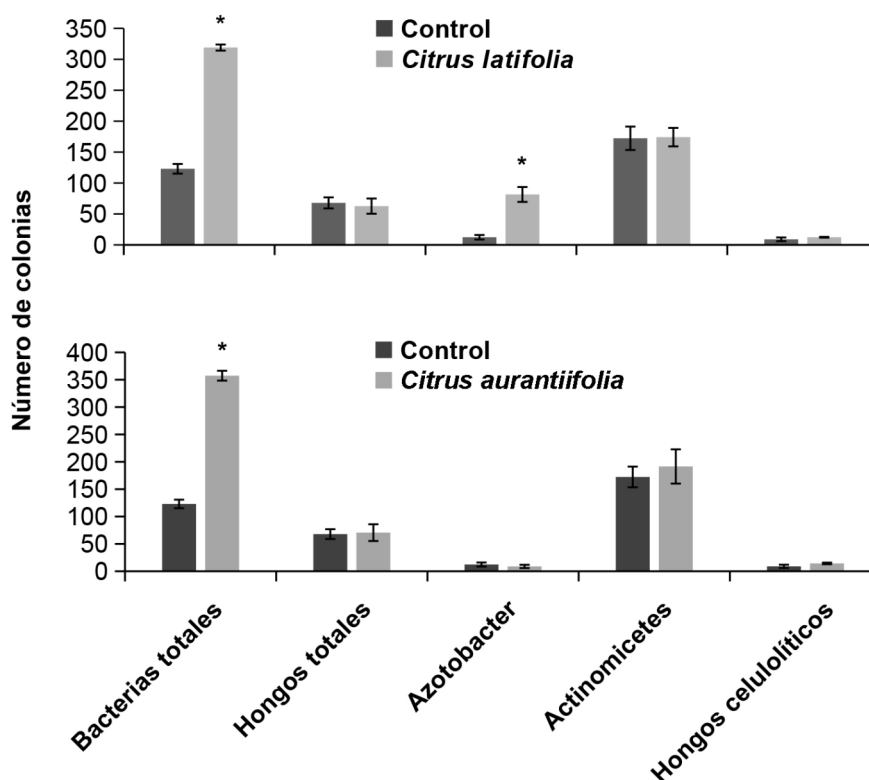 Número de colonias
350
300
250
200
150
100
50
0
*
*
Control
Citrus latifolia
400
350
300
250
200
150
100
50
0
*
Control
Citrus aurantiifolia
Bacterias totales
Hongos totales
Azotobacter
Actinomicetes
Hongos celulolíticos